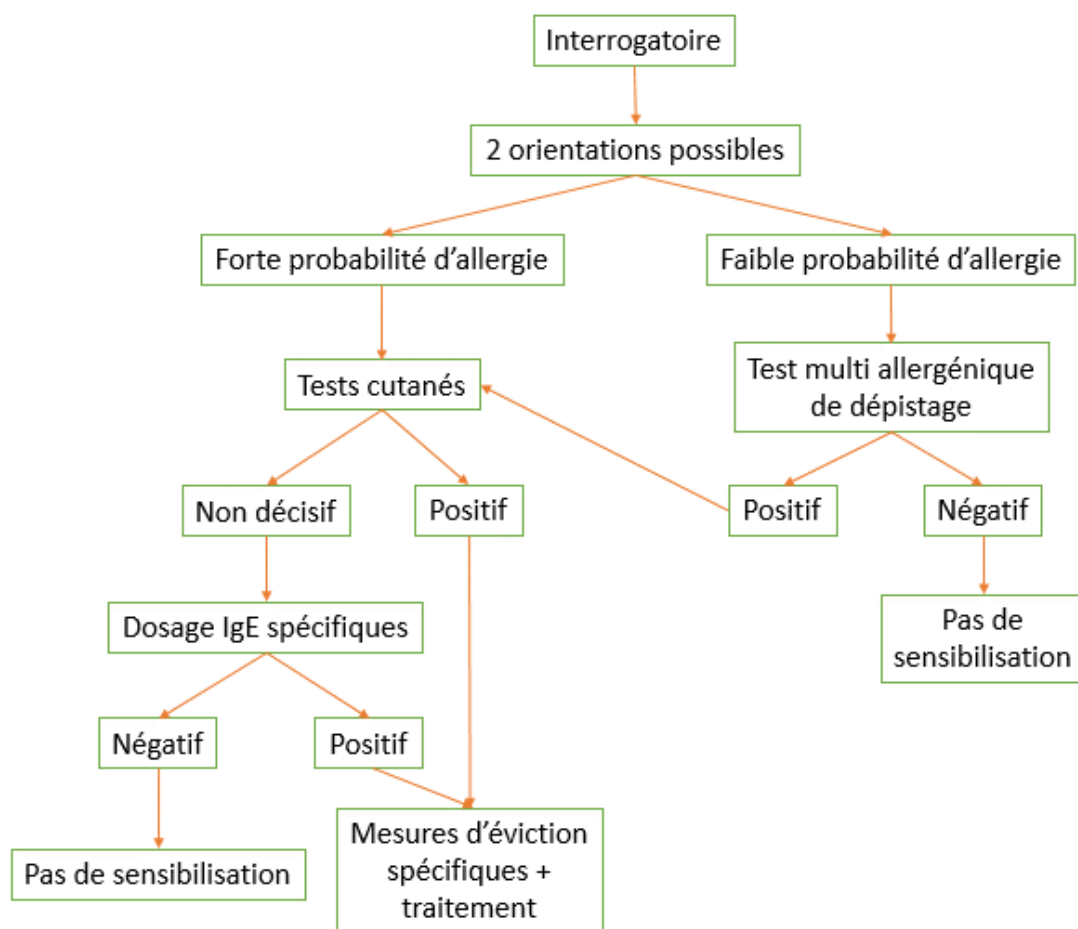 Interrogatoire
2 orientations possibles
Forte probabilité d'allergie
Faible probabilité d'allergie
Tests cutanés
Test multi allergénique
de dépistage
Non décisif
Positif
Positif
Négatif
Dosage IgE spécifiques
Pas de
sensibilisation
Négatif
Positif
Pas de sensibilisation
Mesures d'éviction
spécifiques +
traitement